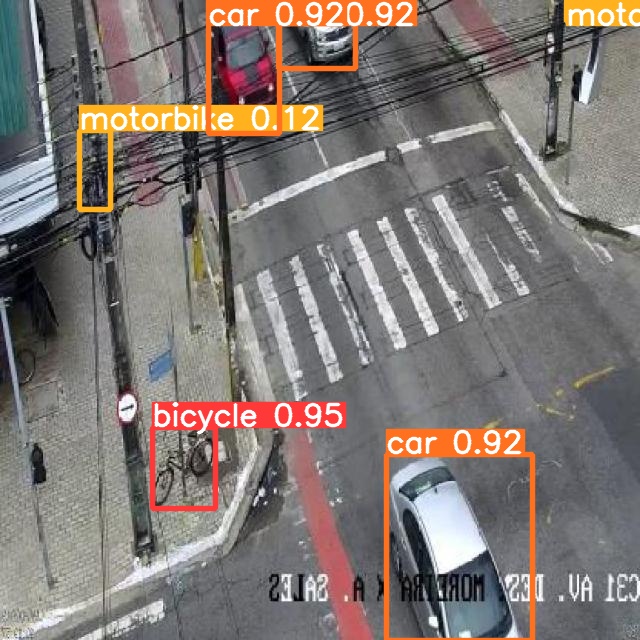 car 0.920.92
moto
motorbike 0.12
bicycle 0.95
car 0.92
C31 AV. DES. MOREIRA X A. SALES